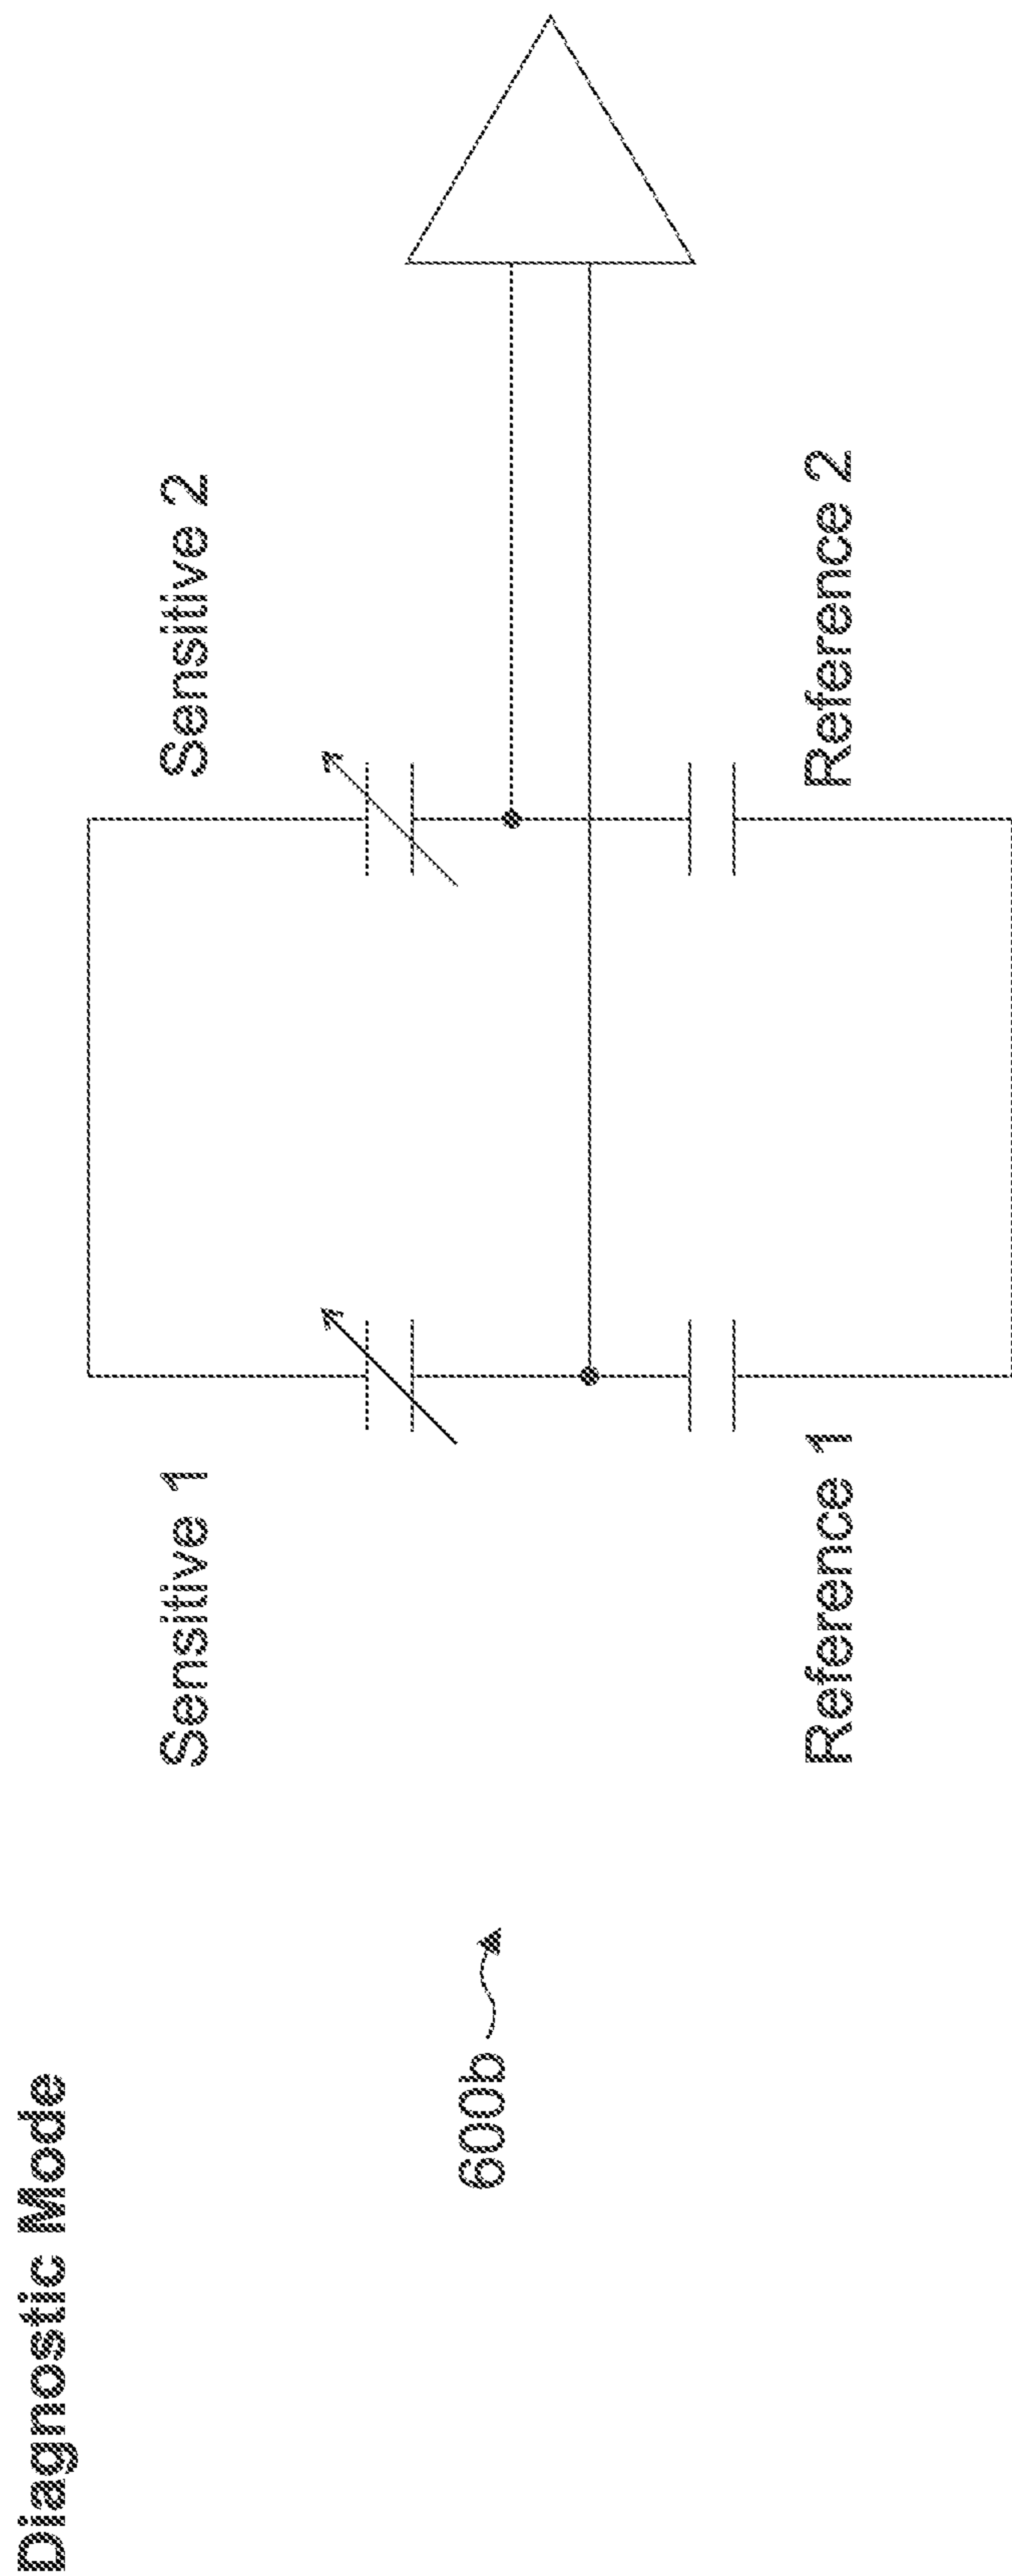 Diagnostic Mode
600b
Sensitive 1
Sensitive 2
Reference 1
Reference 2